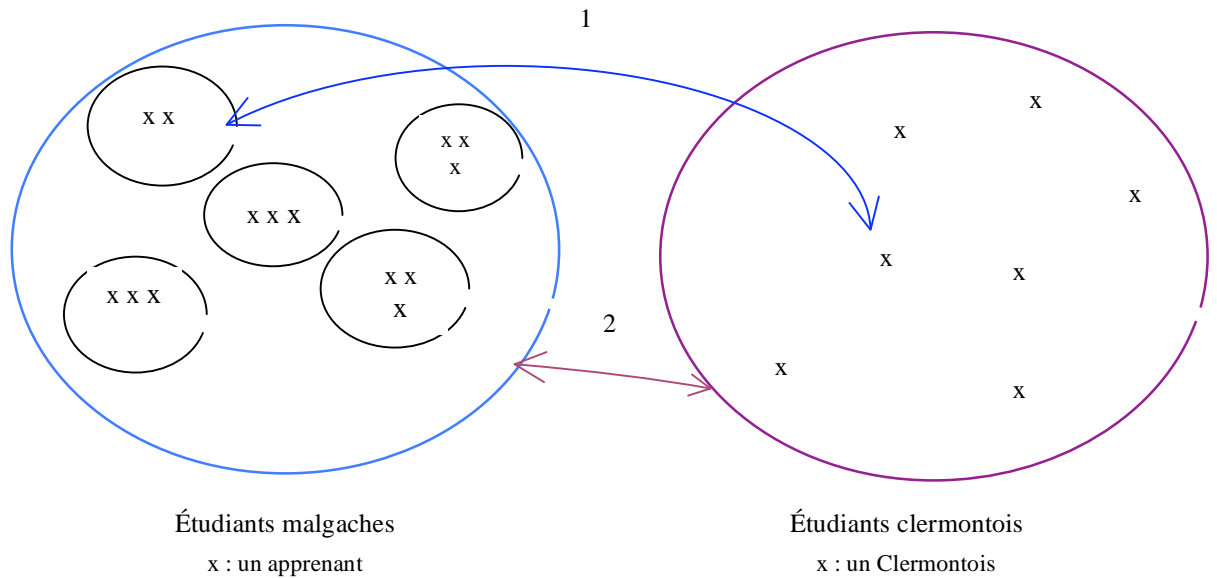 1
x x
x x
x
x x x
x x x
x x
x
x
x
x
x
x
x
x
2
Étudiants malgaches
x : un apprenant
Étudiants clermontois
x : un Clermontois